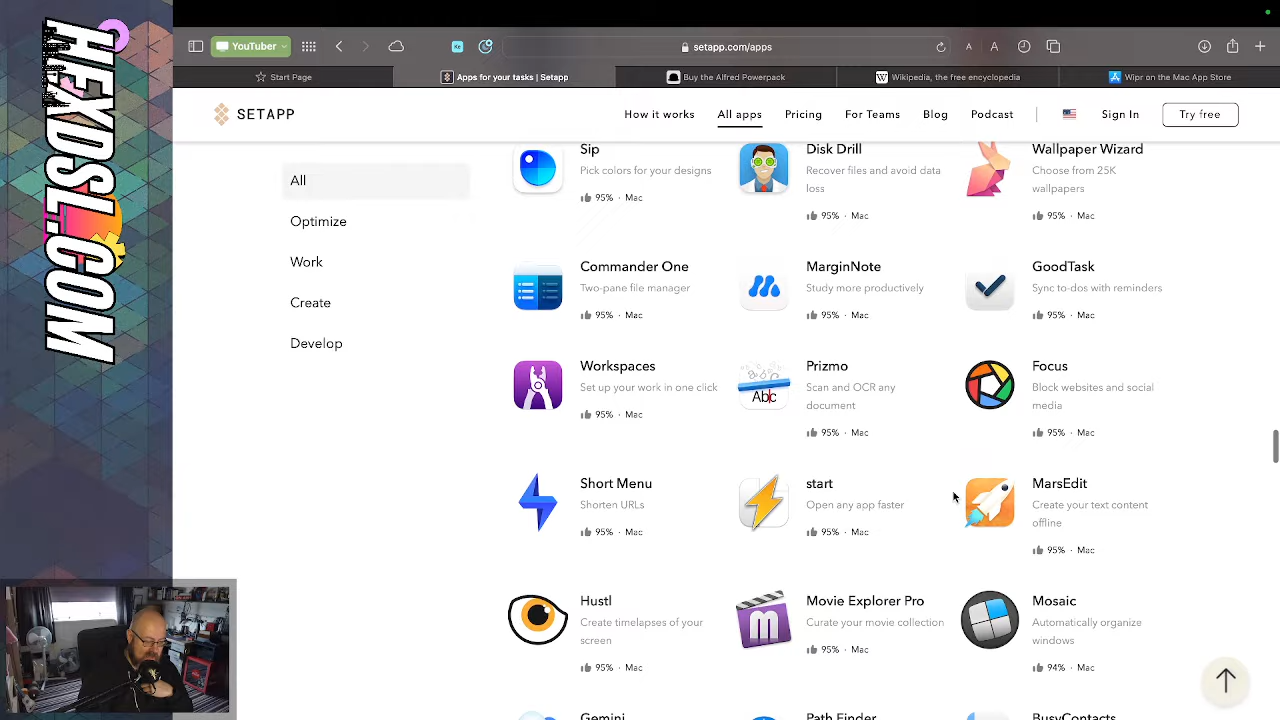 HEXDSL.COM
YouTuber
setapp.com/apps
A
A
Start Page
Apps for your tasks | Setapp
Buy the Alfred Powerpack
Wikipedia, the free encyclopedia
Wipr on the Mac App Store
SETAPP
How it works
All apps
Pricing
For Teams
Blog
Podcast
Sign In
Try free
All
Optimize
Work
Create
Develop
Sip
Pick colors for your designs
95% · Mac
Disk Drill
Recover files and avoid data
loss
95% · Mac
Wallpaper Wizard
Choose from 25K
wallpapers
95% · Mac
Commander One
Two-pane file manager
95% · Mac
MarginNote
Study more productively
95% · Mac
GoodTask
Sync to-dos with reminders
95% · Mac
Workspaces
Set up your work in one click
95% · Mac
Abc
Prizmo
Scan and OCR any
document
95% · Mac
Focus
Block websites and social
media
95% · Mac
Short Menu
Shorten URLs
95% · Mac
start
Open any app faster
95% · Mac
MarsEdit
Create your text content
offline
95% · Mac
Hustl
Create timelapses of your
screen
95% · Mac
Movie Explorer Pro
Curate your movie collection
95% · Mac
Mosaic
Automatically organize
windows
94% · Mac
Gemini
Path Finder
BusyContacts